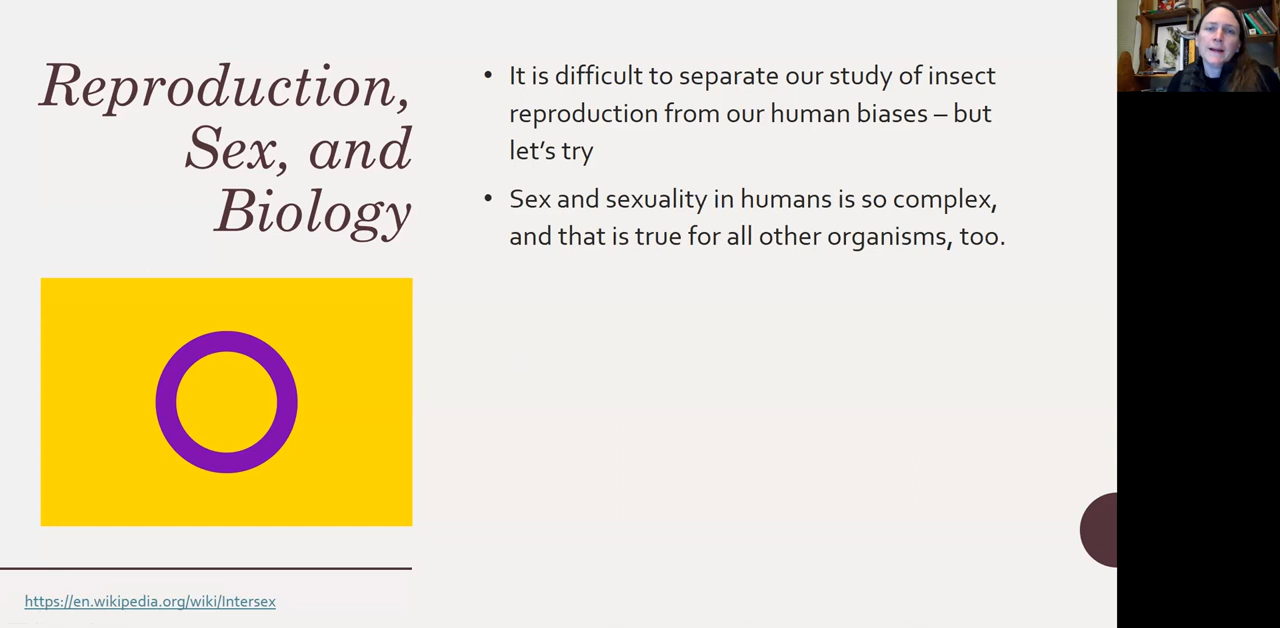 Reproduction,
Sex, and
Biology
• It is difficult to separate our study of insect
reproduction from our human biases – but
let's try
• Sex and sexuality in humans is so complex,
and that is true for all other organisms, too.
https://en.wikipedia.org/wiki/Intersex